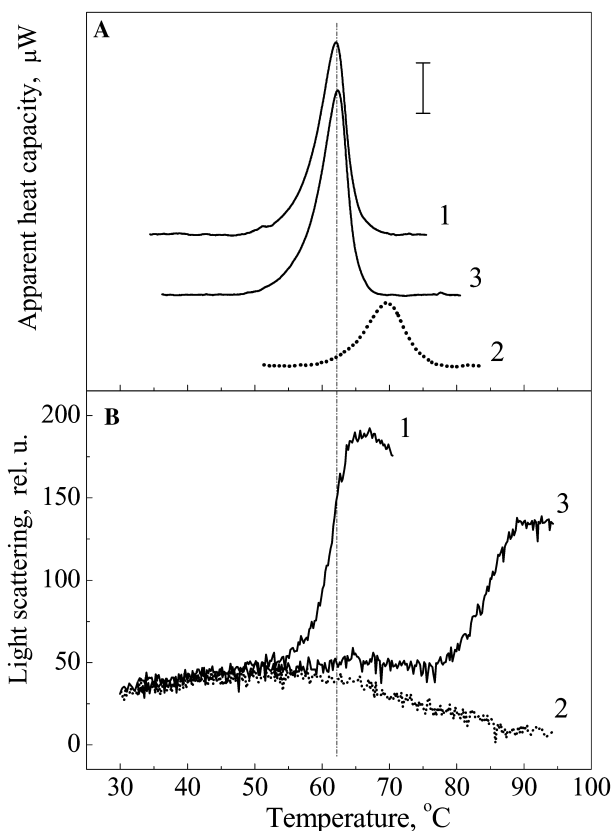 A
Apparent heat capacity, μW
1
3
2
B
Light scattering, rel. u.
200
150
100
50
0
1
3
2
30 40 50 60 70 80 90 100
Temperature, °C